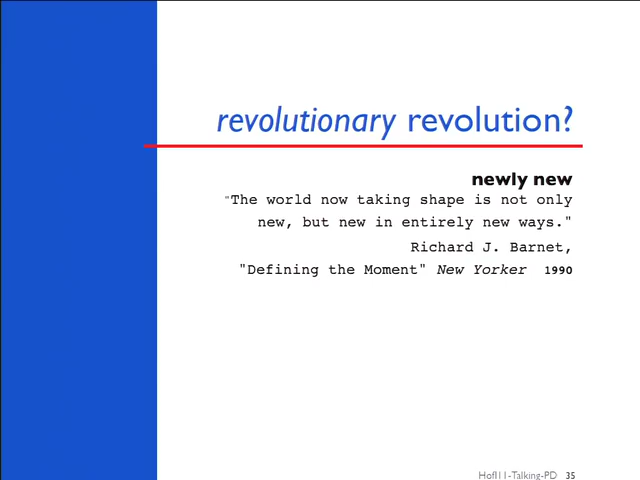 revolutionary revolution?
newly new
"The world now taking shape is not only
new, but new in entirely new ways."
Richard J. Barnet,
"Defining the Moment" New Yorker 1990
Hofl11-Talking-PD 35